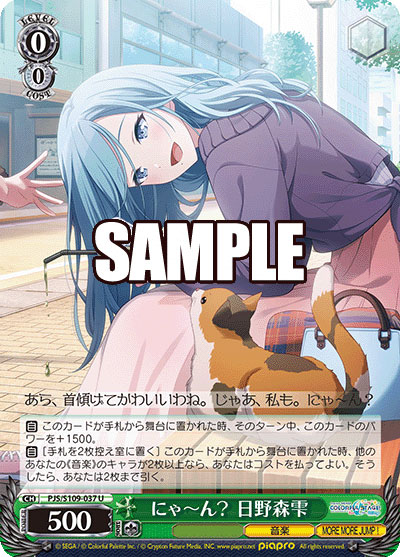 LEVEL
0
0
COST
SAMPLE
あら、首傾げてかわいいわね。じゃあ、私も。にゃ〜ん?
【自】このカードが手札から舞台に置かれた時、そのターン中、このカードのパ
ワーを+1500。
【自】[手札を2枚控え室に置く] このカードが手札から舞台に置かれた時、他の
あなたの《音楽》のキャラが2枚以上なら、あなたはコストを払ってよい。そう
したら、あなたは2枚まで引く。
CH PJS/S109-037 U
POWER
500
にゃ〜ん? 日野森雫
音楽
MORE MORE JUMP!
COLORFUL STAGE!
© SEGA / © Colorful Palette Inc. / © Crypton Future Media, INC. www.piapro.net piapro